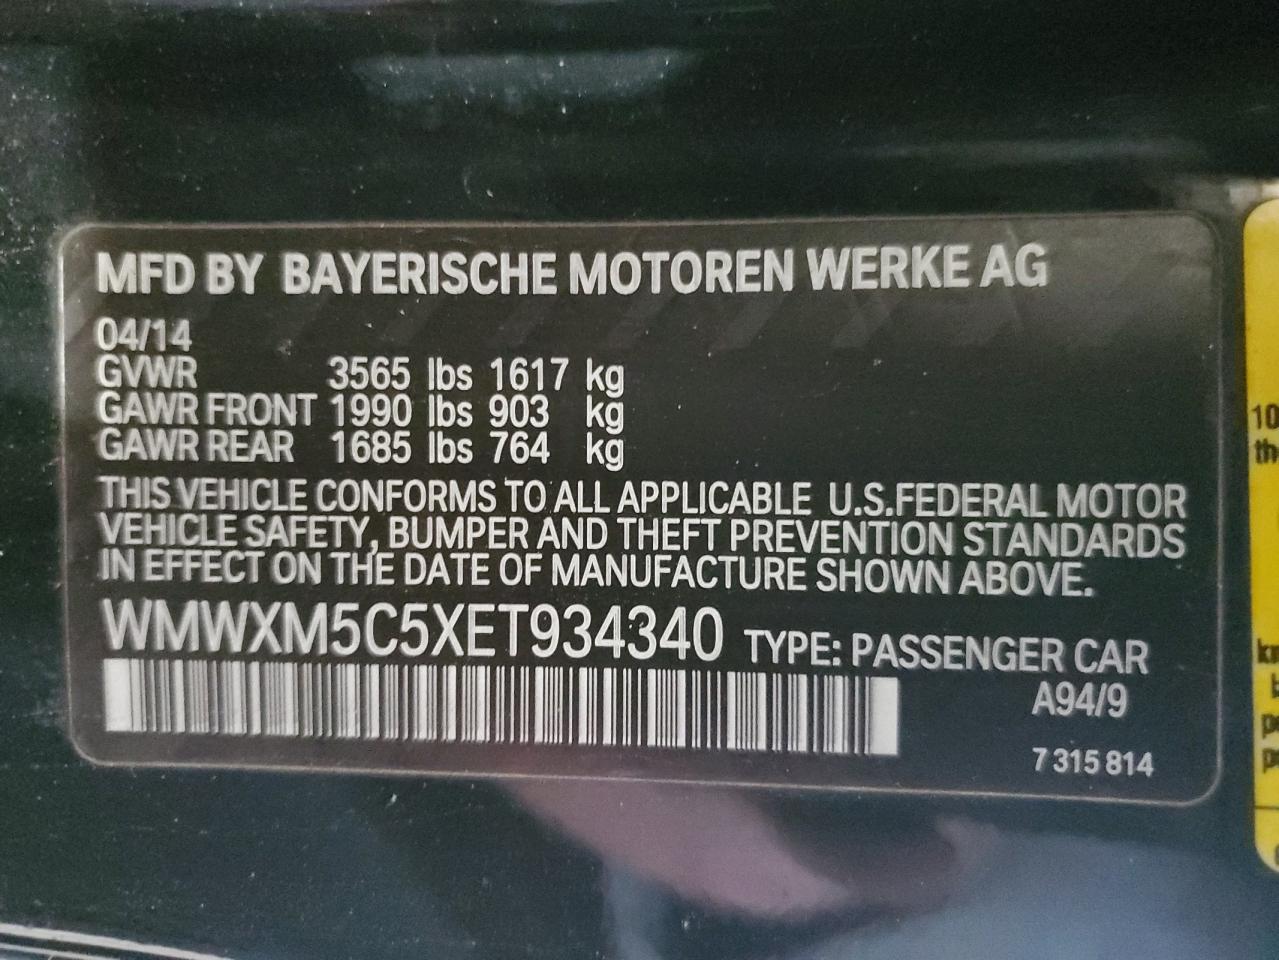 MFD BY BAYERISCHE MOTOREN WERKE AG
04/14
GVWR 3565 lbs 1617 kg
GAWR FRONT 1990 lbs 903 kg
GAWR REAR 1685 lbs 764 kg
THIS VEHICLE CONFORMS TO ALL APPLICABLE U.S.FEDERAL MOTOR
VEHICLE SAFETY, BUMPER AND THEFT PREVENTION STANDARDS
IN EFFECT ON THE DATE OF MANUFACTURE SHOWN ABOVE.
WMWXM5C5XET934340 TYPE: PASSENGER CAR
A94/9
7 315 814
10